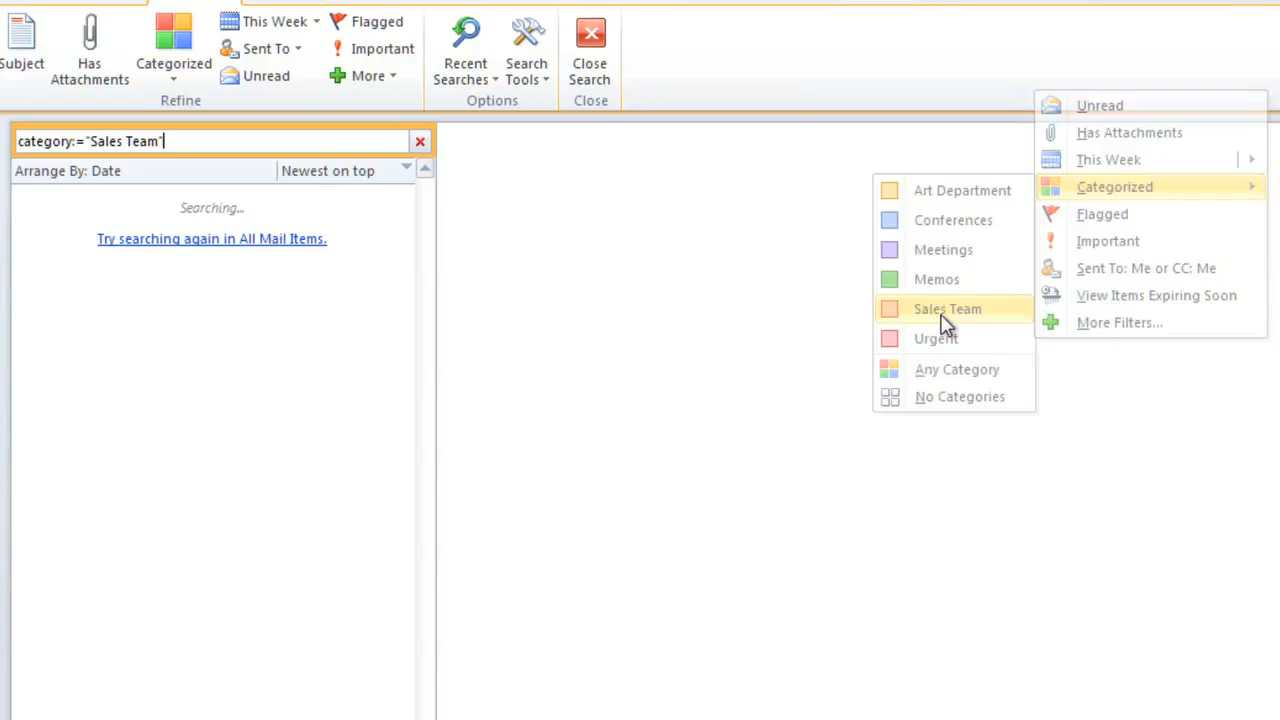 Subject
Has Attachments
Categorized
This Week
Sent To
Unread
Flagged
Important
More
Refine
Recent Searches
Search Tools
Options
Close Search
Close
category:="Sales Team"
Arrange By: Date
Newest on top
Searching...
Try searching again in All Mail Items.
Art Department
Conferences
Meetings
Memos
Sales Team
Urgent
Any Category
No Categories
Unread
Has Attachments
This Week
Categorized
Flagged
Important
Sent To: Me or CC: Me
View Items Expiring Soon
More Filters...